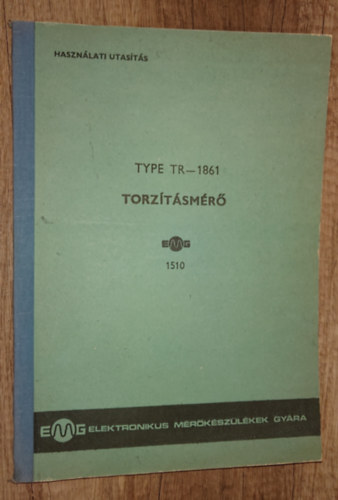 HASZNÁLATI UTASÍTÁS
TYPE TR—1861
TORZÍTÁSMÉRŐ
EMG
1510
EMG ELEKTRONIKUS MÉRŐKÉSZÜLÉKEK GYÁRA